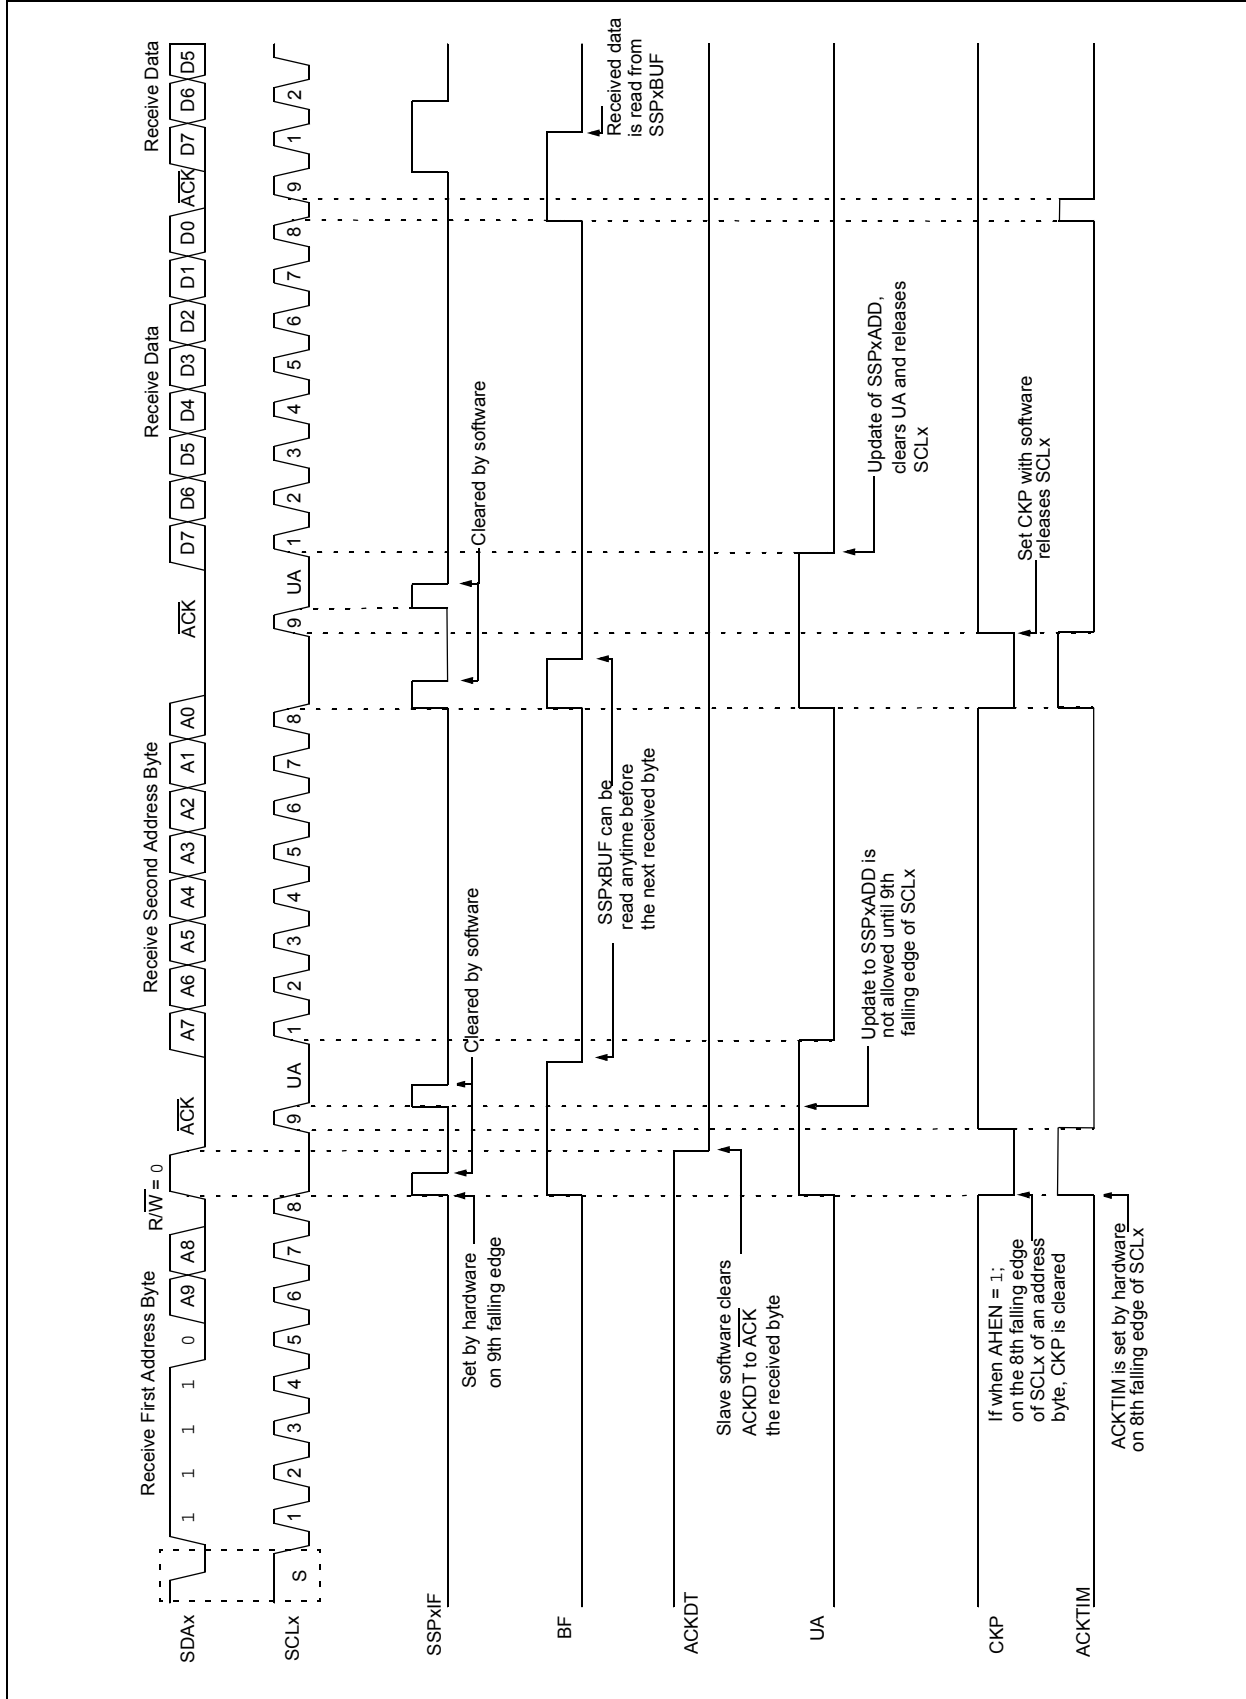 Receive First Address Byte
R/W = 0
Receive Second Address Byte
Receive Data
Receive Data
SDAx
1 1 1 1 0 A9 A8 ACK A7 A6 A5 A4 A3 A2 A1 A0 ACK D7 D6 D5 D4 D3 D2 D1 D0 ACK D7 D6 D5
SCLx
S 1 2 3 4 5 6 7 8 9 UA 1 2 3 4 5 6 7 8 9 UA 1 2 3 4 5 6 7 8 9 1 2
SSPxIF
Set by hardware
on 9th falling edge
Cleared by software
Cleared by software
BF
SSPxBUF can be
read anytime before
the next received byte
Received data
is read from
SSPxBUF
ACKDT
Slave software clears
ACKDT to ACK
the received byte
UA
Update to SSPxADD is
not allowed until 9th
falling edge of SCLx
Update of SSPxADD,
clears UA and releases
SCLx
CKP
If when AHEN = 1;
on the 8th falling edge
of SCLx of an address
byte, CKP is cleared
Set CKP with software
releases SCLx
ACKTIM
ACKTIM is set by hardware
on 8th falling edge of SCLx